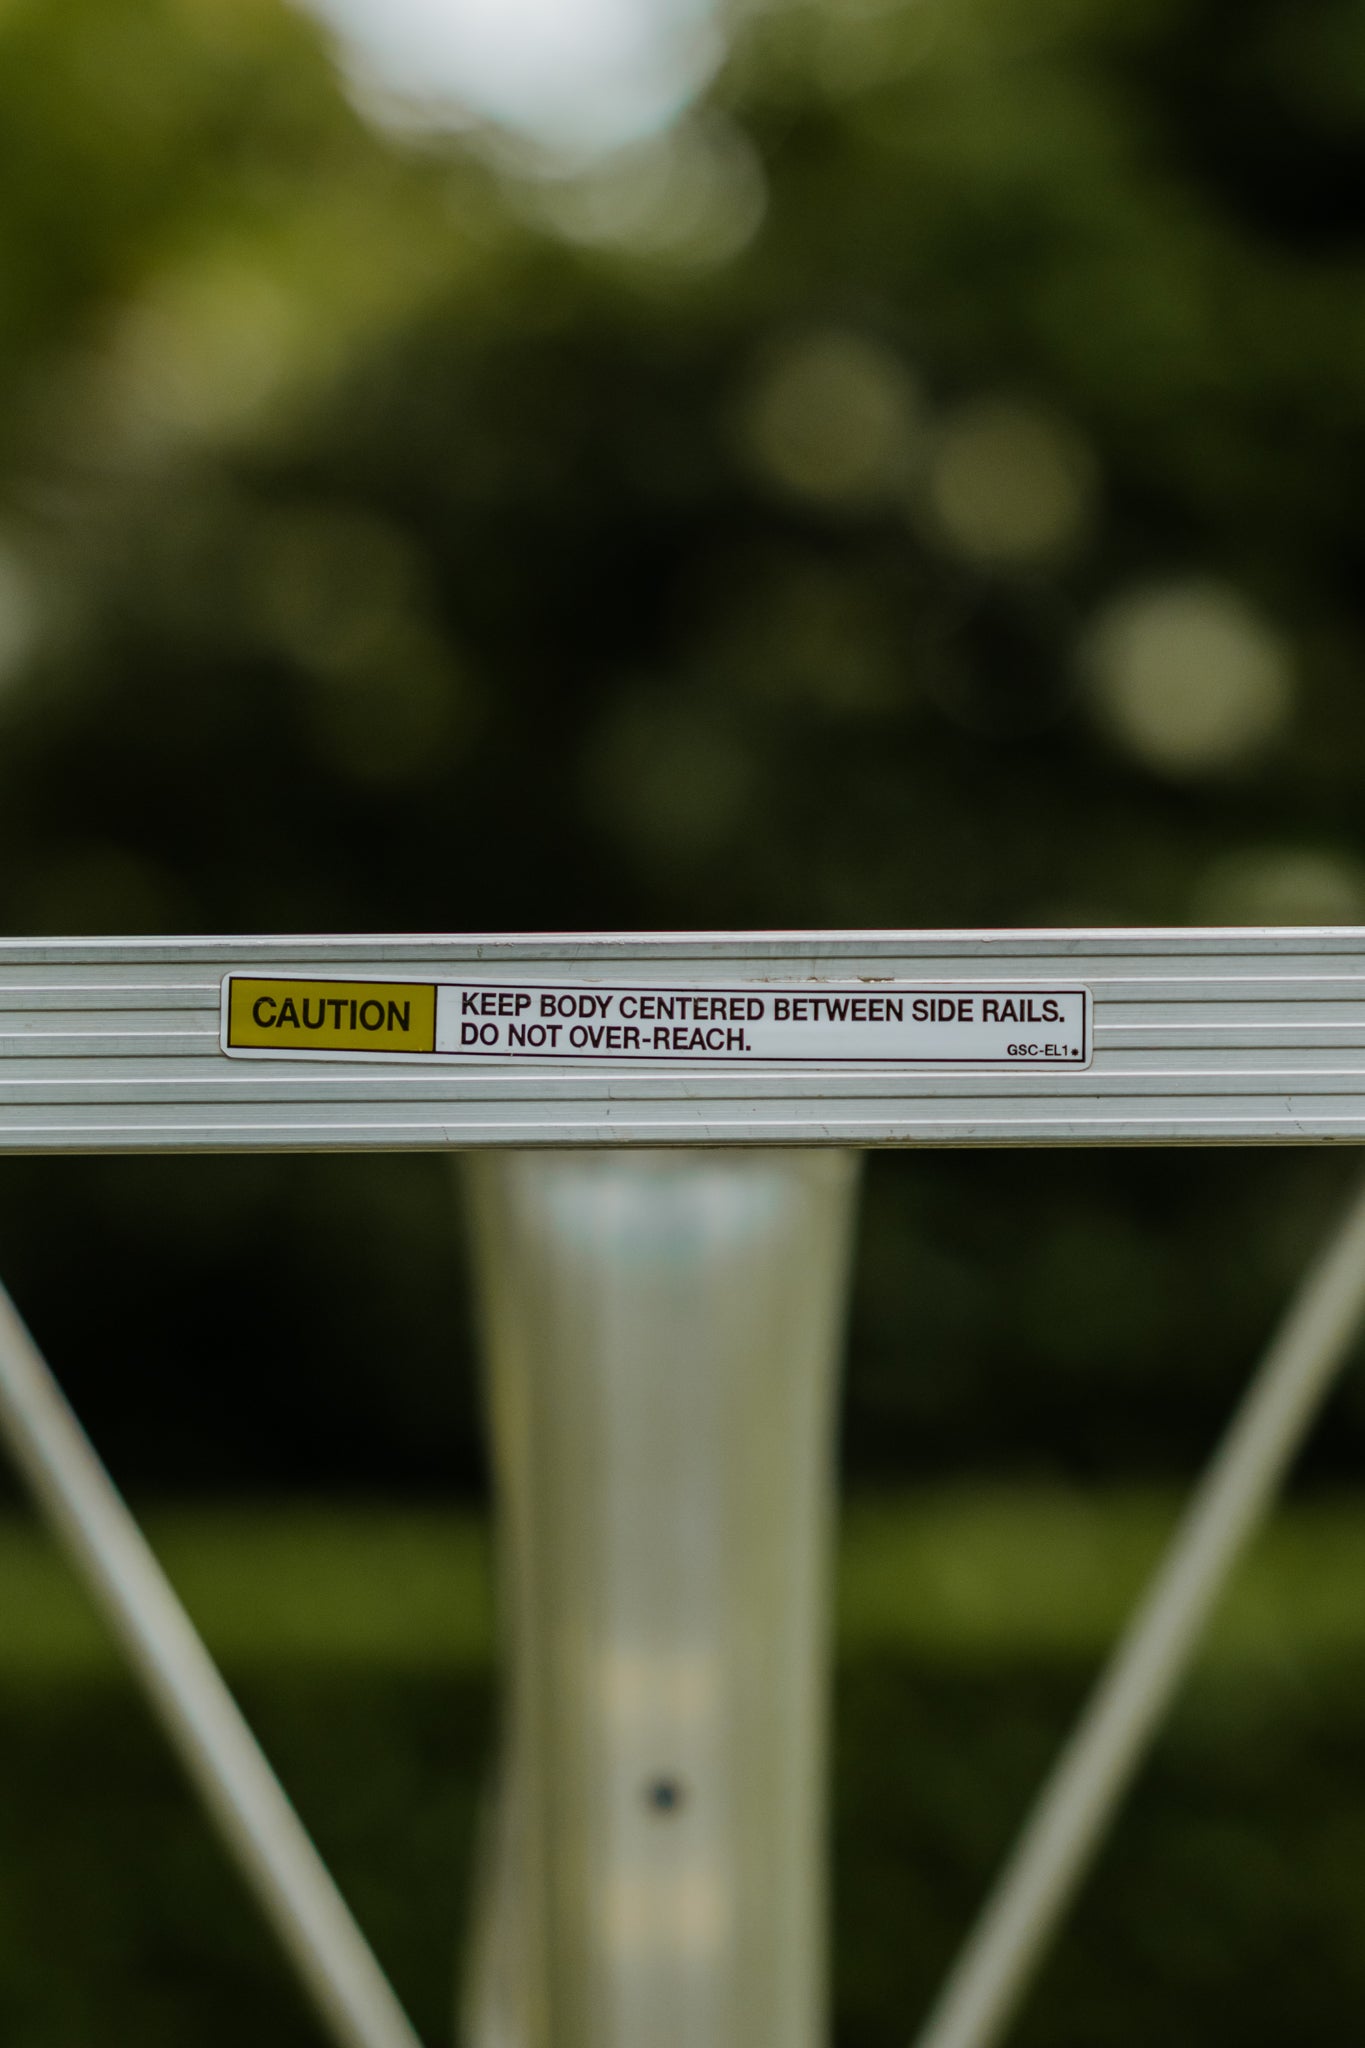 CAUTION
KEEP BODY CENTERED BETWEEN SIDE RAILS.
DO NOT OVER-REACH.
GSC-EL1